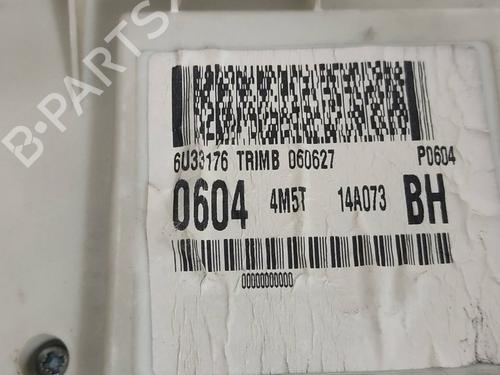 B-PARTS
6U33176 TRIMB 060627 P0604
0604 4M5T 14A073 BH
00000000000